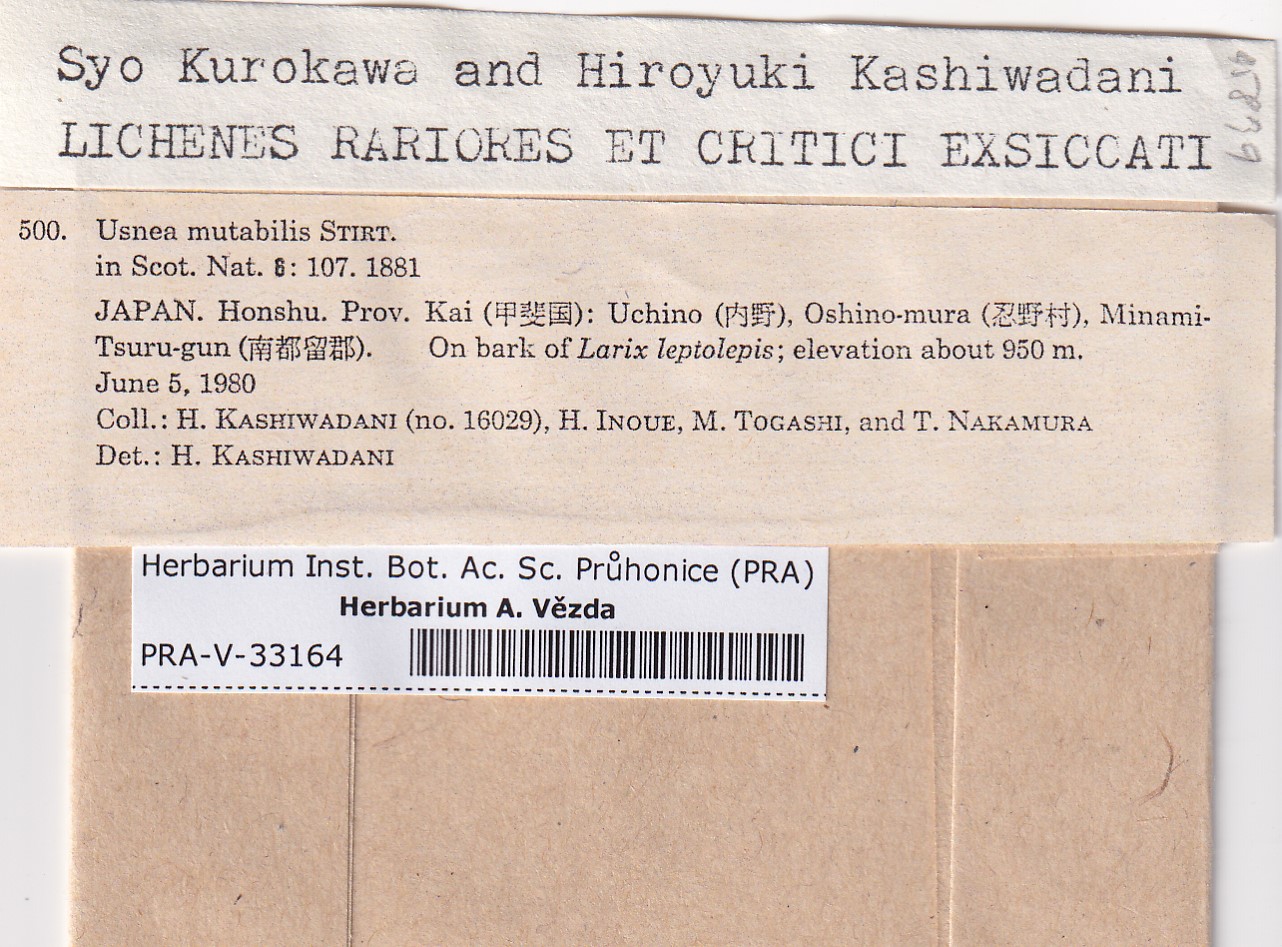 Syo Kurokawa and Hiroyuki Kashiwadani
LICHENES RARIORES ET CRITICI EXSICCATI
500. Usnea mutabilis STIRT.
in Scot. Nat. 6: 107. 1881
JAPAN. Honshu. Prov. Kai (甲斐国): Uchino (内野), Oshino-mura (忍野村), Minami-
Tsuru-gun (南都留郡). On bark of Larix leptolepis; elevation about 950 m.
June 5, 1980
Coll.: H. KASHIWADANI (no. 16029), H. INOUE, M. TOGASHI, and T. NAKAMURA
Det.: H. KASHIWADANI
Herbarium Inst. Bot. Ac. Sc. Průhonice (PRA)
Herbarium A. Vězda
PRA-V-33164